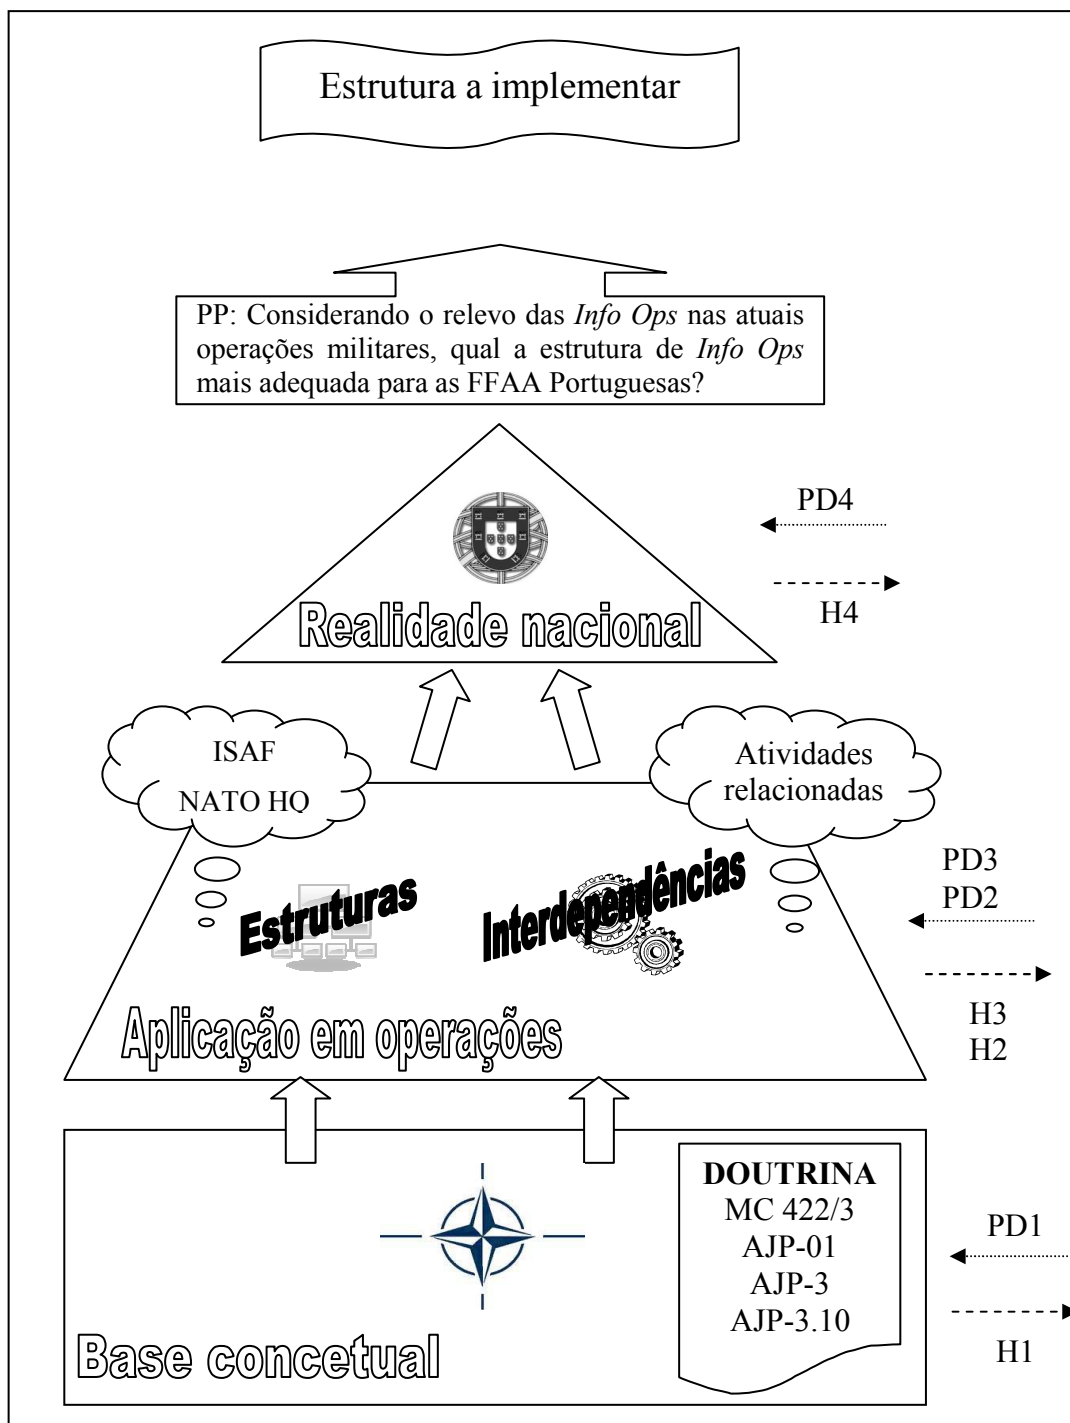 Estrutura a implementar
PP: Considerando o relevo das Info Ops nas atuais
operações militares, qual a estrutura de Info Ops
mais adequada para as FFAA Portuguesas?
PD4
H4
Realidade nacional
ISAF
NATO HQ
Atividades
relacionadas
PD3
PD2
Estruturas
Interdependências
H3
H2
Aplicação em operações
DOUTRINA
MC 422/3
AJP-01
AJP-3
AJP-3.10
PD1
H1
Base concetual